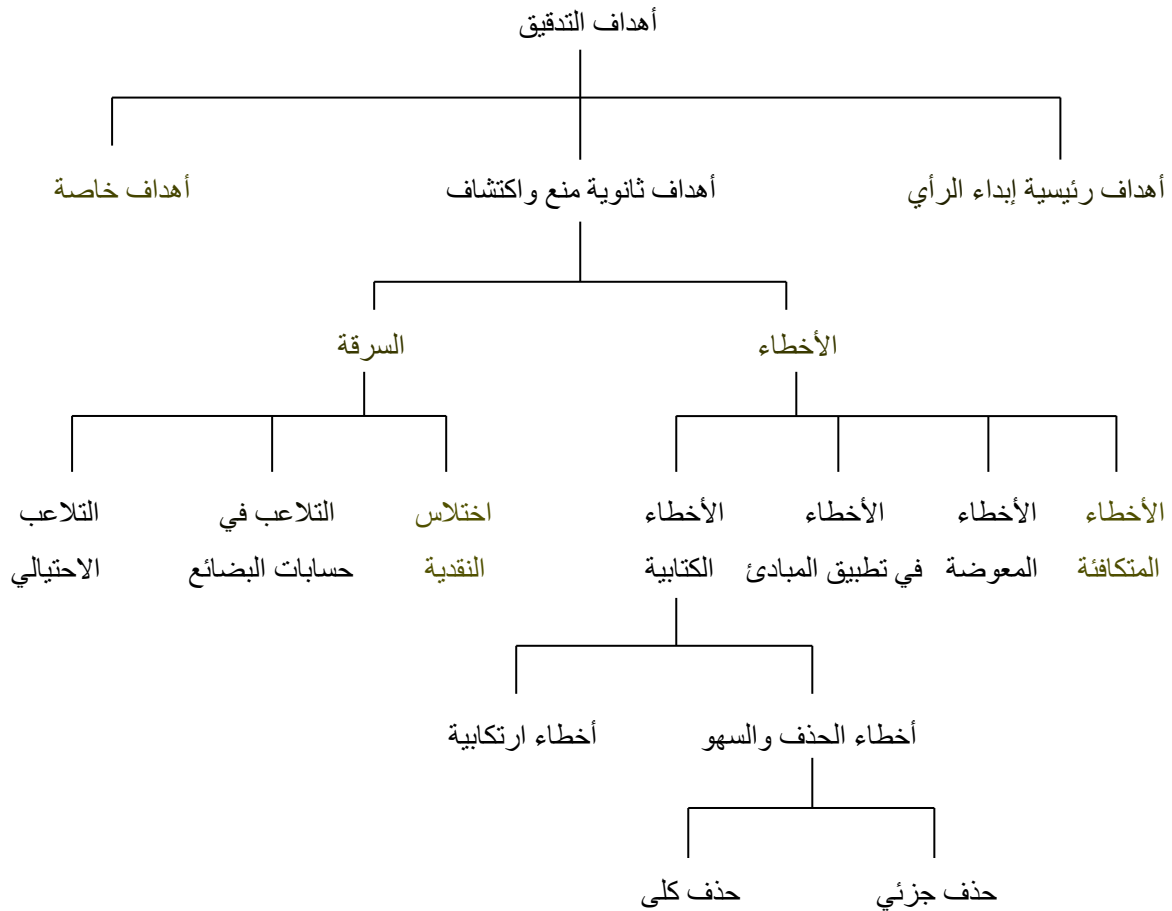 أهداف التدقيق
أهداف رئيسية إبداء الرأي
أهداف ثانوية منع واكتشاف
أهداف خاصة
الأخطاء
السرقة
الأخطاء
المتكافئة
الأخطاء
المعوضة
الأخطاء
في تطبيق المبادئ
الأخطاء
الكتابية
اختلاس
النقدية
التلاعب في
حسابات البضائع
التلاعب
الاحتيالي
أخطاء الحذف والسهو
أخطاء ارتكابية
حذف جزئي
حذف كلى